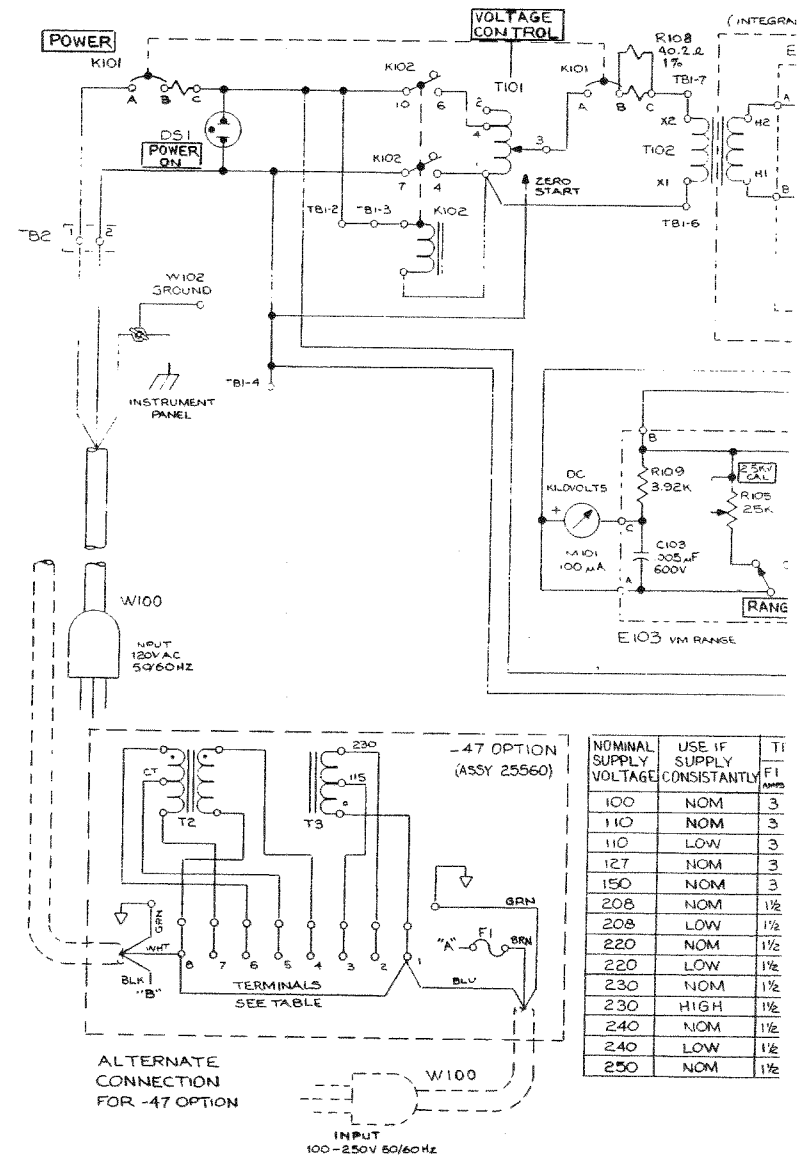 VOLTAGE
CONTROL
(INTEGRA
POWER
K101
A
B
C
DS1
POWER
ON
K102
10
6
T101
2
4
3
1
K102
7
4
K101
A
B
C
R108
40.2Ω
1%
TB1-7
X2
T102
X1
TB1-6
H2
H1
E
A
B
ZERO
START
TB1-2
TB1-3
K102
TB2
1
2
W102
GROUND
INSTRUMENT
PANEL
TB1-4
B
DC
KILOVOLTS
+
M101
100 μA
R109
3.92K
C
C103
.005μF
600V
A
2.5KV
CAL
R105
25K
RANG
E103 VM RANGE
W100
INPUT
120VAC
50/60HZ
-47 OPTION
(ASSY 25560)
CT
T2
T3
230
115
GRN
WHT
BLK
"B"
8
7
6
5
4
3
2
1
TERMINALS
SEE TABLE
GRN
"A"
F1
BRN
BLU
ALTERNATE
CONNECTION
FOR -47 OPTION
W100
INPUT
100-250V 50/60HZ
NOMINAL SUPPLY VOLTAGE USE IF SUPPLY CONSISTANTLY F1 AMPS
100 NOM 3
110 NOM 3
110 LOW 3
127 NOM 3
150 NOM 3
208 NOM 1½
208 LOW 1½
220 NOM 1½
220 LOW 1½
230 NOM 1½
230 HIGH 1½
240 NOM 1½
240 LOW 1½
250 NOM 1½